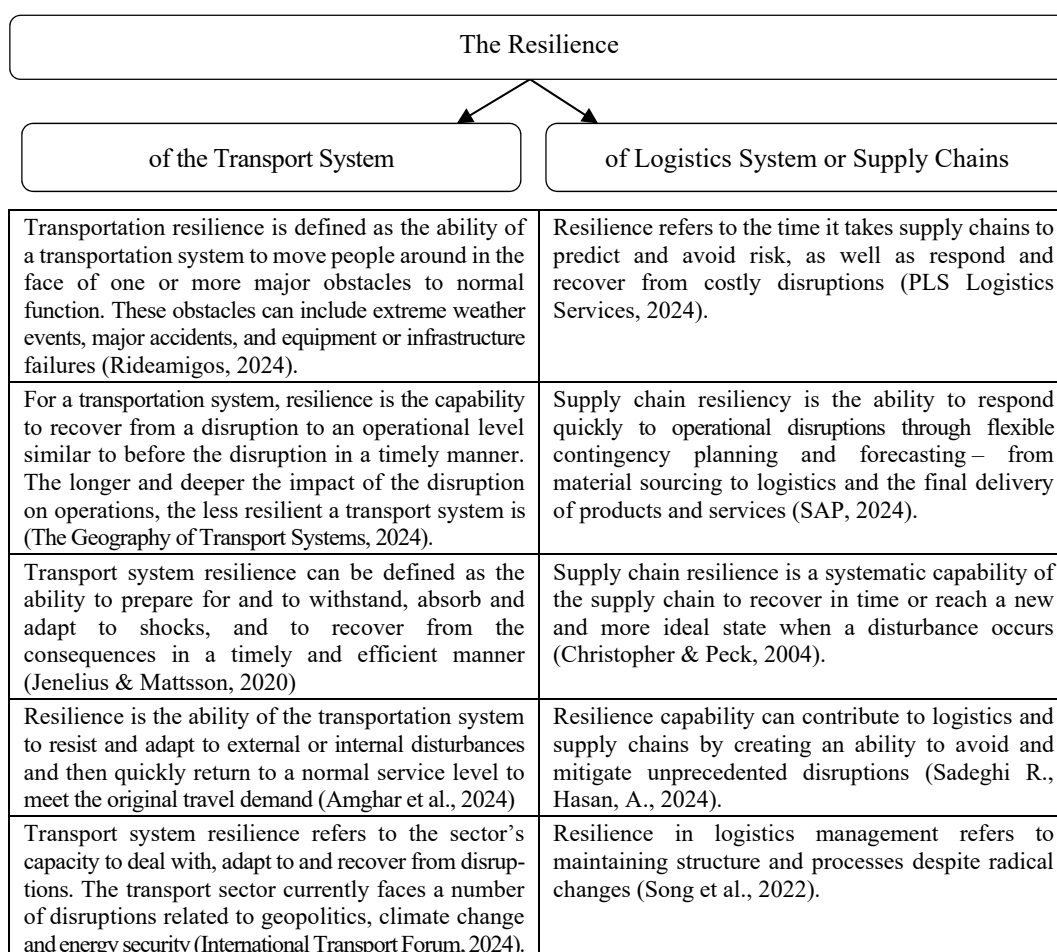 The Resilience
of the Transport System
of Logistics System or Supply Chains
Transportation resilience is defined as the ability of
a transportation system to move people around in the
face of one or more major obstacles to normal
function. These obstacles can include extreme weather
events, major accidents, and equipment or infrastructure
failures (Rideamigos, 2024).
Resilience refers to the time it takes supply chains to
predict and avoid risk, as well as respond and
recover from costly disruptions (PLS Logistics
Services, 2024).
For a transportation system, resilience is the capability
to recover from a disruption to an operational level
similar to before the disruption in a timely manner.
The longer and deeper the impact of the disruption
on operations, the less resilient a transport system is
(The Geography of Transport Systems, 2024).
Supply chain resiliency is the ability to respond
quickly to operational disruptions through flexible
contingency planning and forecasting – from
material sourcing to logistics and the final delivery
of products and services (SAP, 2024).
Transport system resilience can be defined as the
ability to prepare for and to withstand, absorb and
adapt to shocks, and to recover from the
consequences in a timely and efficient manner
(Jenelius & Mattsson, 2020)
Supply chain resilience is a systematic capability of
the supply chain to recover in time or reach a new
and more ideal state when a disturbance occurs
(Christopher & Peck, 2004).
Resilience is the ability of the transportation system
to resist and adapt to external or internal disturbances
and then quickly return to a normal service level to
meet the original travel demand (Amghar et al., 2024)
Resilience capability can contribute to logistics and
supply chains by creating an ability to avoid and
mitigate unprecedented disruptions (Sadeghi R.,
Hasan, A., 2024).
Transport system resilience refers to the sector's
capacity to deal with, adapt to and recover from disrup-
tions. The transport sector currently faces a number
of disruptions related to geopolitics, climate change
and energy security (International Transport Forum, 2024).
Resilience in logistics management refers to
maintaining structure and processes despite radical
changes (Song et al., 2022).